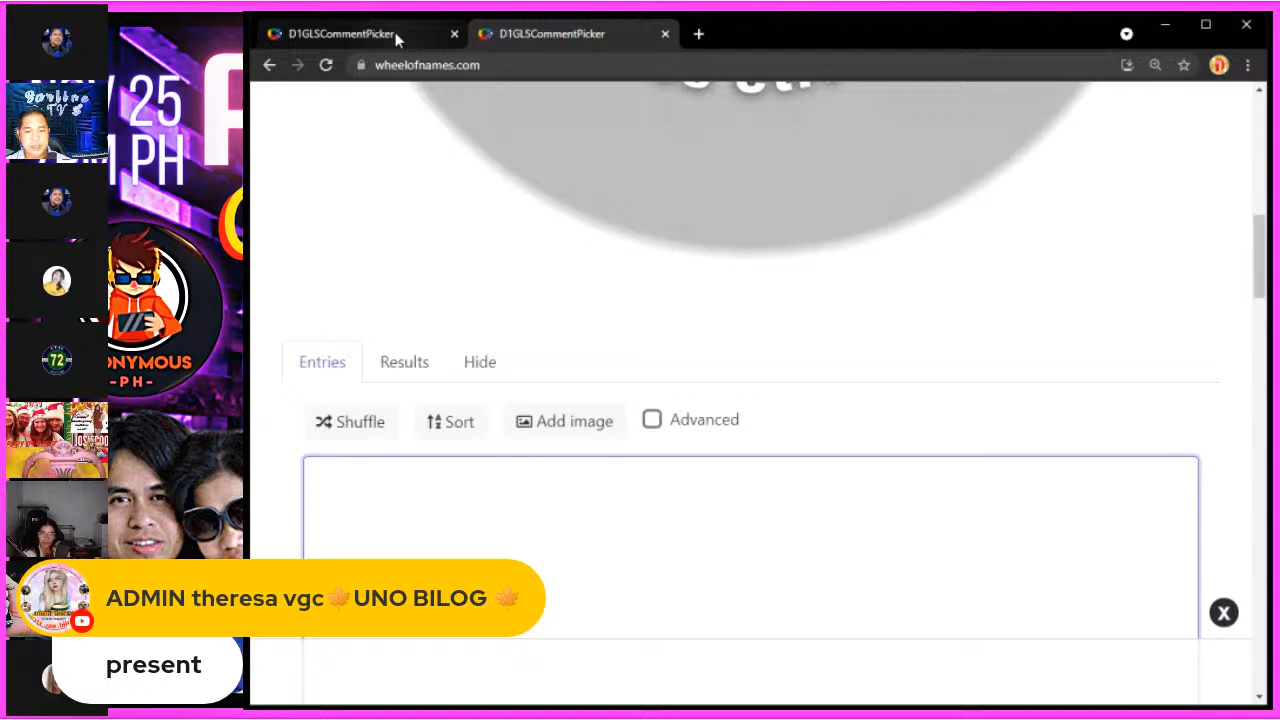 D1GLSCommentPicker
D1GLSCommentPicker
wheelofnames.com
25
M PH
72
ONYMOUS
-PH-
Entries
Results
Hide
Shuffle
Sort
Add image
Advanced
ADMIN theresa vgc🍁UNO BILOG 🍁
present
X